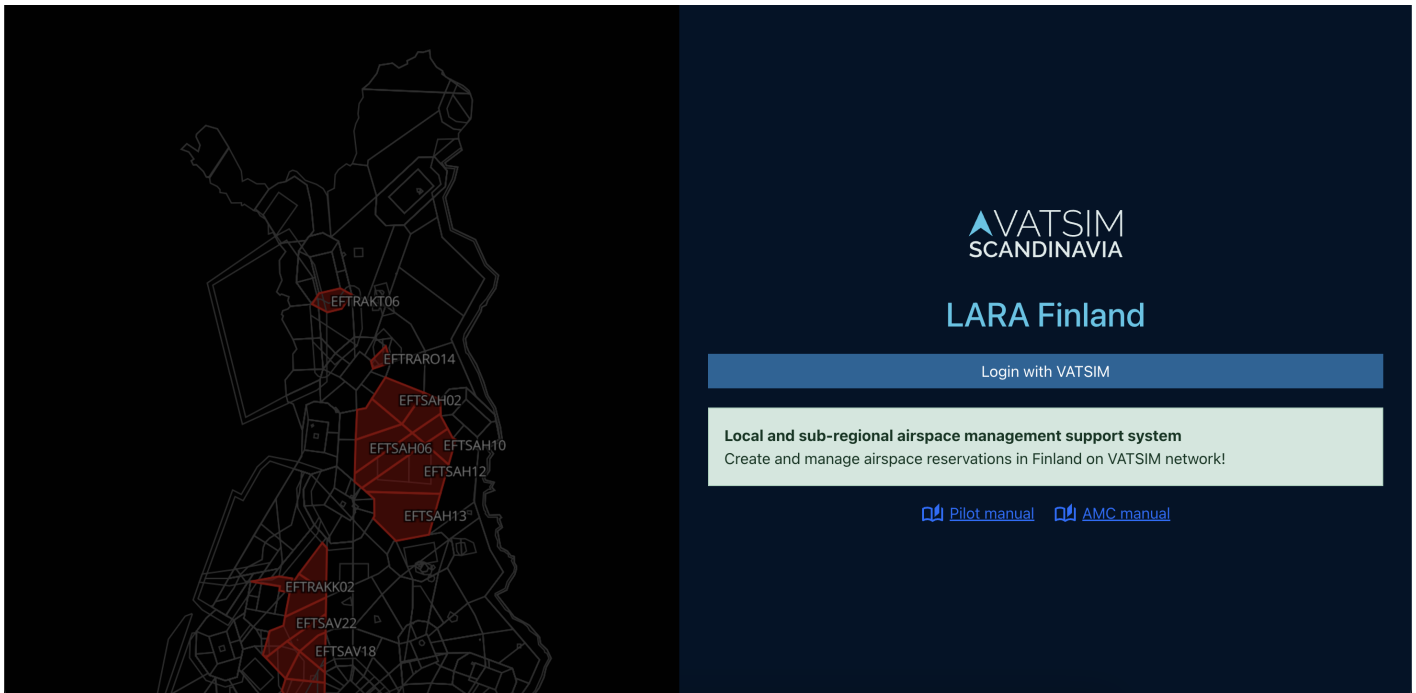 EFTRAKT06
EFTRARO14
EFTSAH02
EFTSAH06
EFTSAH10
EFTSAH12
EFTSAH13
EFTRAKK02
EFTSAV22
EFTSAV18
VATSIM
SCANDINAVIA
LARA Finland
Login with VATSIM
Local and sub-regional airspace management support system
Create and manage airspace reservations in Finland on VATSIM network!
Pilot manual AMC manual